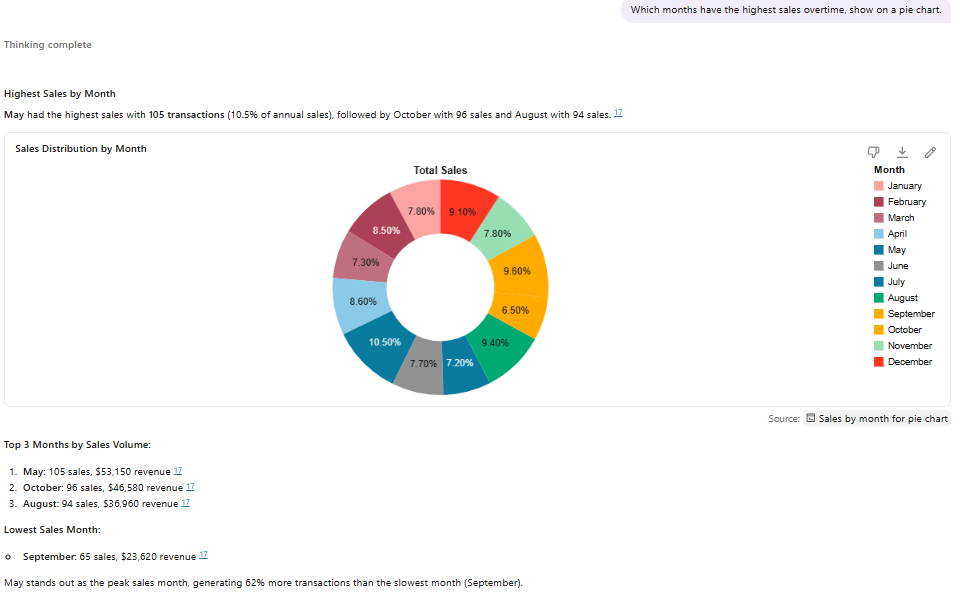 Which months have the highest sales overtime, show on a pie chart.
Thinking complete
Highest Sales by Month
May had the highest sales with 105 transactions (10.5% of annual sales), followed by October with 96 sales and August with 94 sales. 17
Sales Distribution by Month
Total Sales
7.80%
9.10%
8.50%
7.80%
7.30%
9.60%
8.60%
6.50%
10.50%
9.40%
7.70%
7.20%
Month
January
February
March
April
May
June
July
August
September
October
November
December
Source: Sales by month for pie chart
Top 3 Months by Sales Volume:
1. May: 105 sales, $53,150 revenue 17
2. October: 96 sales, $46,580 revenue 17
3. August: 94 sales, $36,960 revenue 17
Lowest Sales Month:
September: 65 sales, $23,620 revenue 17
May stands out as the peak sales month, generating 62% more transactions than the slowest month (September).